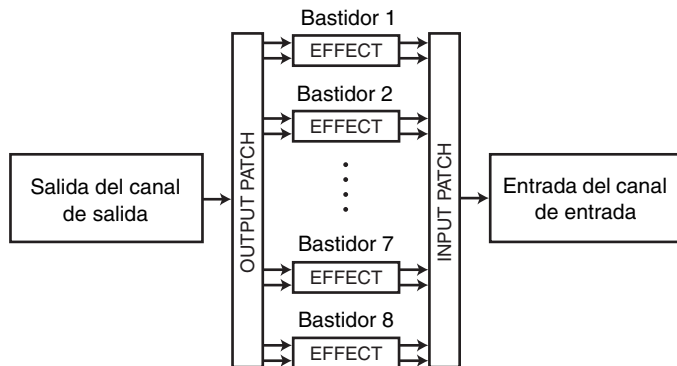 Bastidor 1
EFFECT
Bastidor 2
EFFECT
Salida del canal
de salida
OUTPUT PATCH
INPUT PATCH
Entrada del canal
de entrada
Bastidor 7
EFFECT
Bastidor 8
EFFECT